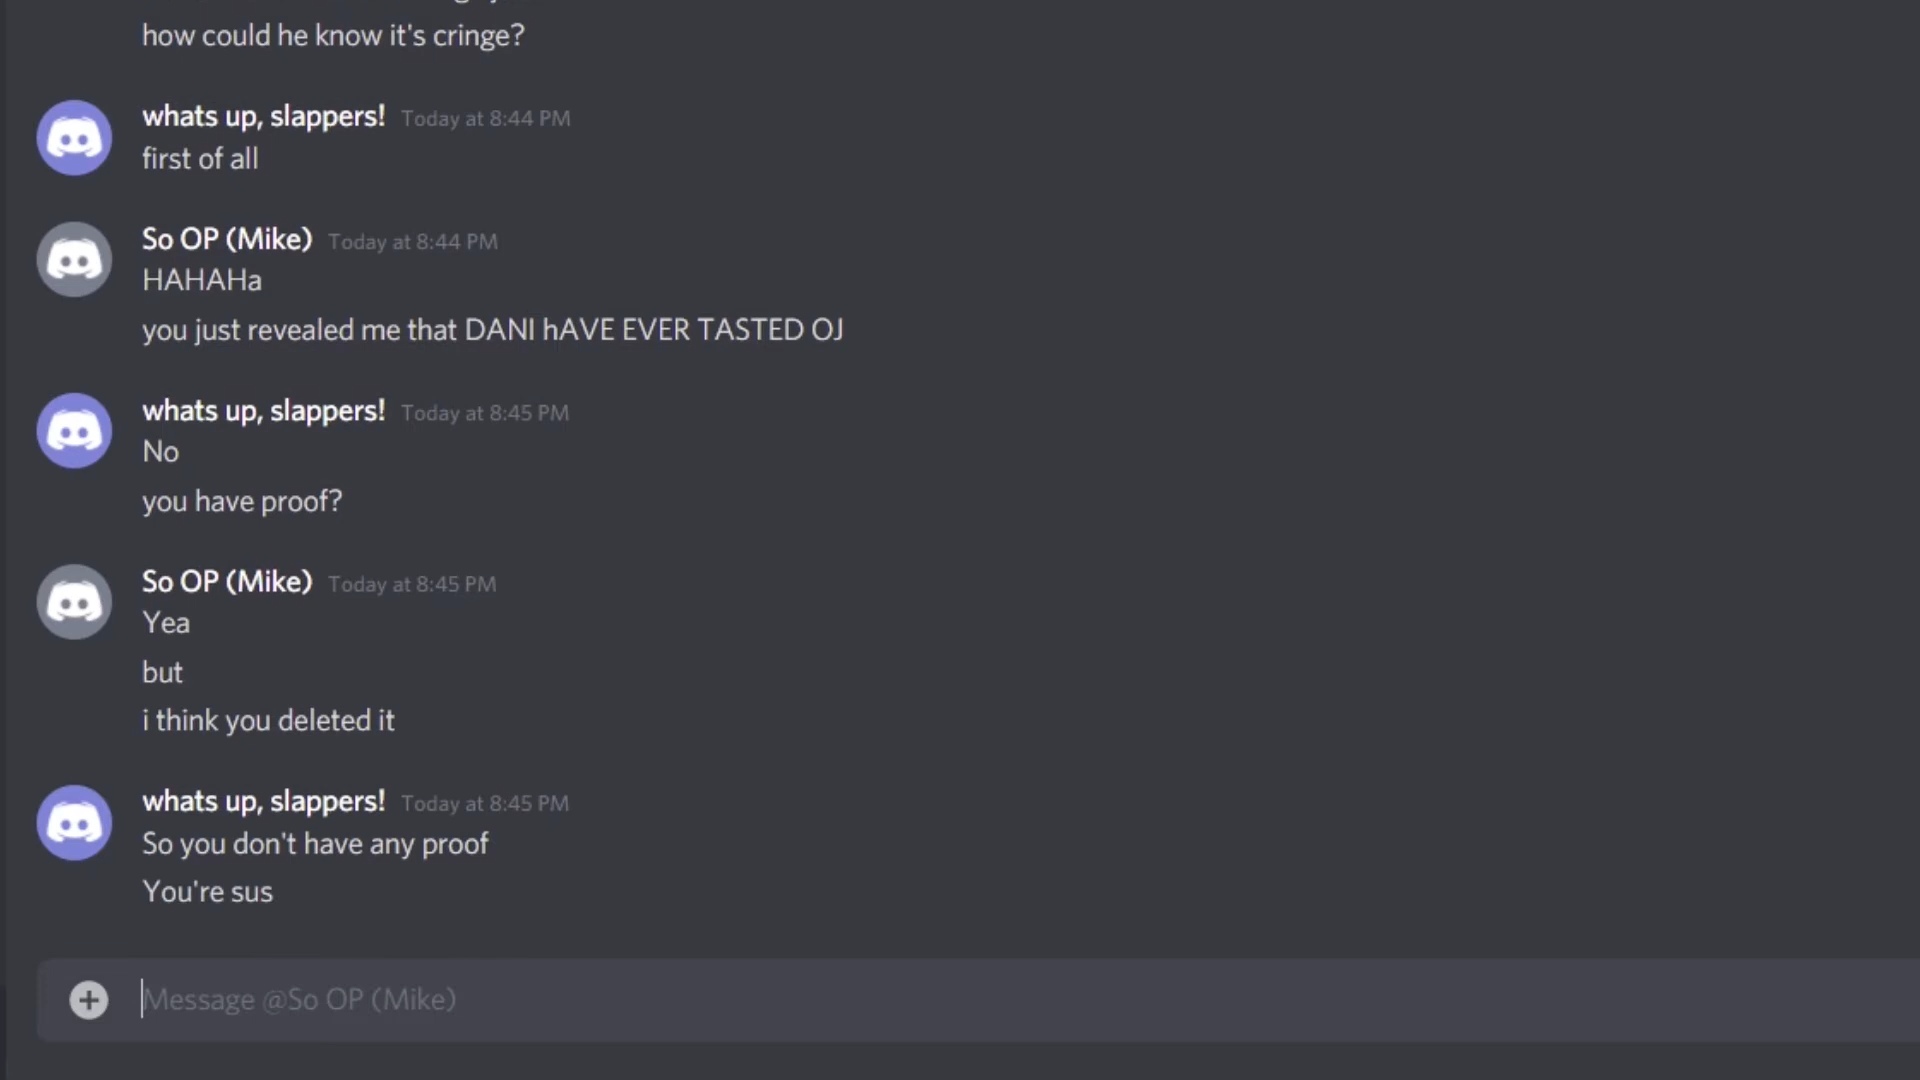 how could he know it's cringe?
whats up, slappers! Today at 8:44 PM
first of all
So OP (Mike) Today at 8:44 PM
HAHAHa
you just revealed me that DANI hAVE EVER TASTED OJ
whats up, slappers! Today at 8:45 PM
No
you have proof?
So OP (Mike) Today at 8:45 PM
Yea
but
i think you deleted it
whats up, slappers! Today at 8:45 PM
So you don't have any proof
You're sus
Message @So OP (Mike)